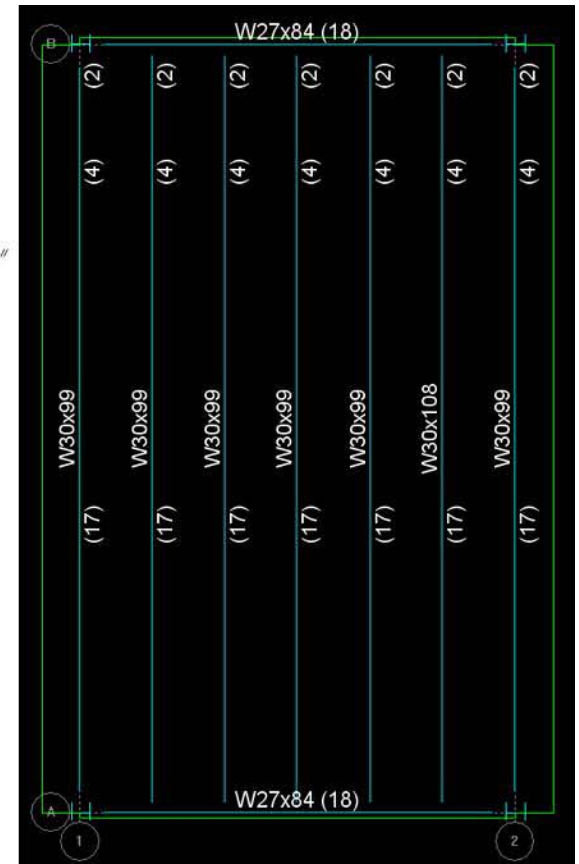 B
W27x84 (18)
(2) (2) (2) (2) (2) (2) (2)
(4) (4) (4) (4) (4) (4) (4)
"
W30x99 W30x99 W30x99 W30x99 W30x99 W30x108 W30x99
(17) (17) (17) (17) (17) (17) (17)
A
W27x84 (18)
1 2